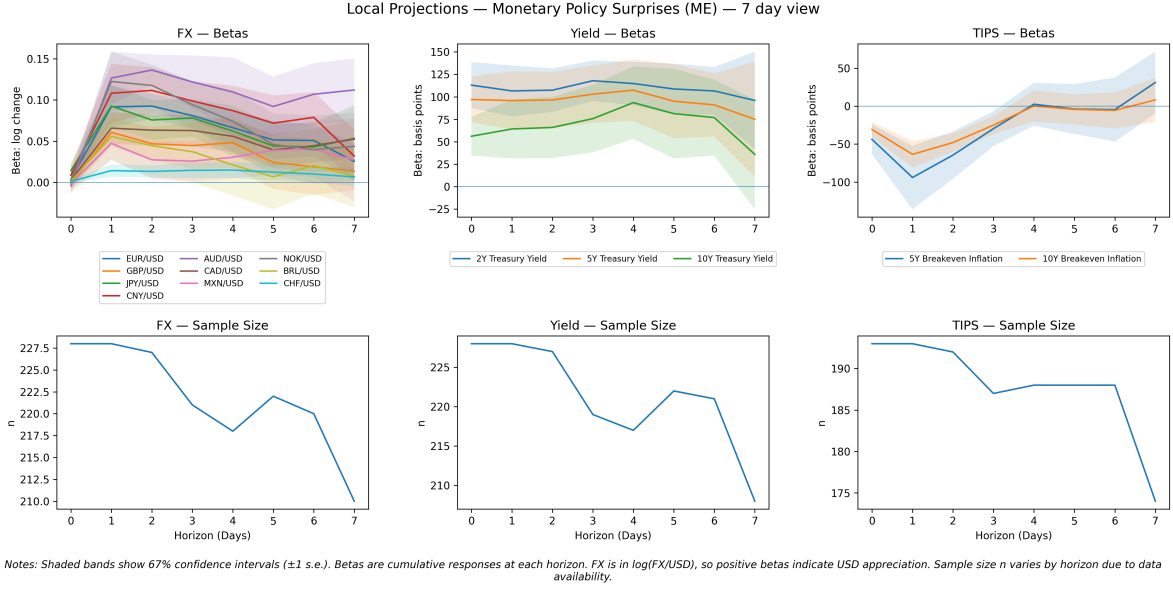 Local Projections — Monetary Policy Surprises (ME) — 7 day view
FX — Betas
Beta: log change
0.15
0.10
0.05
0.00
0 1 2 3 4 5 6 7
EUR/USD AUD/USD NOK/USD
GBP/USD CAD/USD BRL/USD
JPY/USD MXN/USD CHF/USD
CNY/USD
Yield — Betas
Beta: basis points
150
125
100
75
50
25
0
−25
0 1 2 3 4 5 6 7
2Y Treasury Yield 5Y Treasury Yield 10Y Treasury Yield
TIPS — Betas
Beta: basis points
50
0
−50
−100
0 1 2 3 4 5 6 7
5Y Breakeven Inflation 10Y Breakeven Inflation
FX — Sample Size
n
227.5
225.0
222.5
220.0
217.5
215.0
212.5
210.0
0 1 2 3 4 5 6 7
Horizon (Days)
Yield — Sample Size
n
225
220
215
210
0 1 2 3 4 5 6 7
Horizon (Days)
TIPS — Sample Size
n
190
185
180
175
0 1 2 3 4 5 6 7
Horizon (Days)
Notes: Shaded bands show 67% confidence intervals (±1 s.e.). Betas are cumulative responses at each horizon. FX is in log(FX/USD), so positive betas indicate USD appreciation. Sample size n varies by horizon due to data
availability.